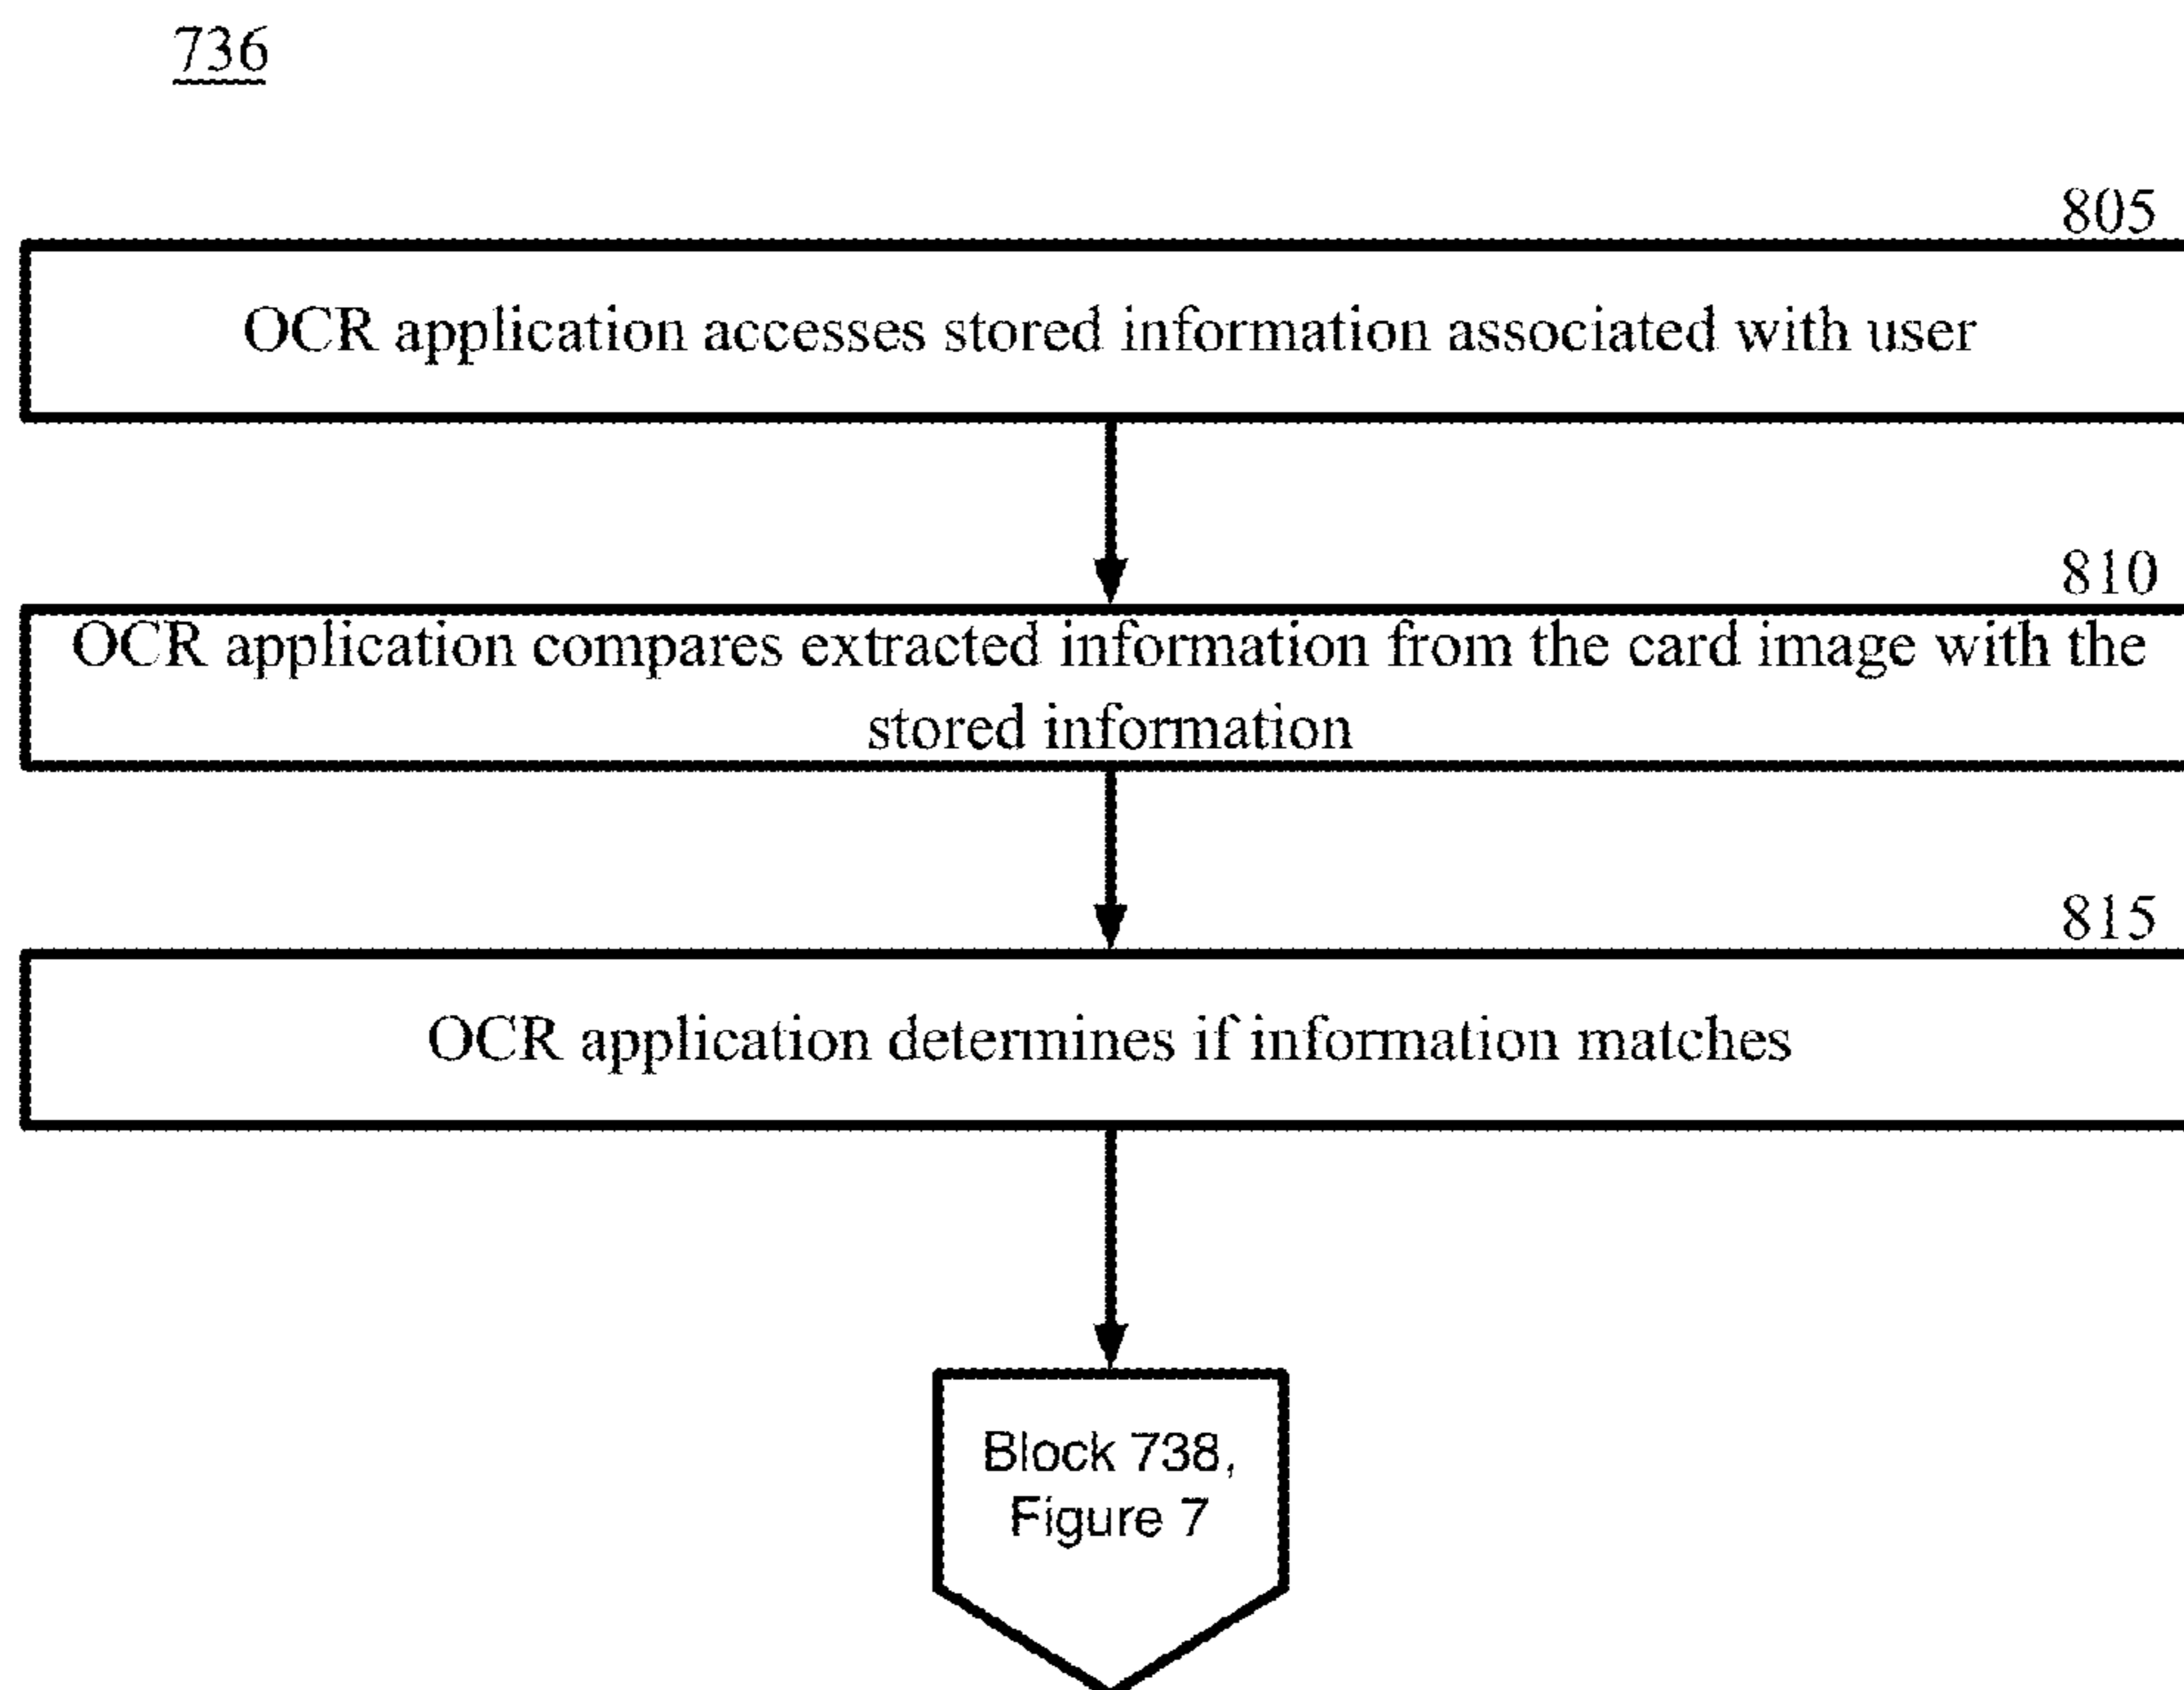 736
805
OCR application accesses stored information associated with user
810
OCR application compares extracted information from the card image with the
stored information
815
OCR application determines if information matches
Block 738,
Figure 7